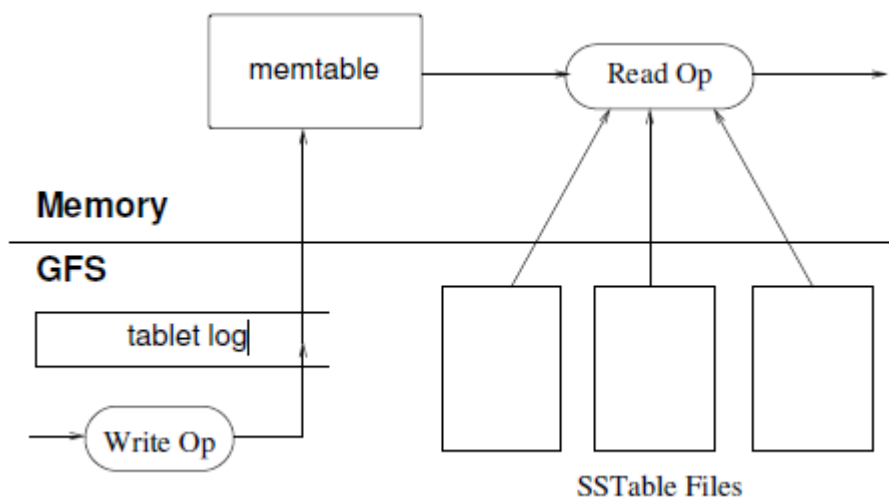 memtable
Read Op
Memory
GFS
tablet log
Write Op
SSTable Files